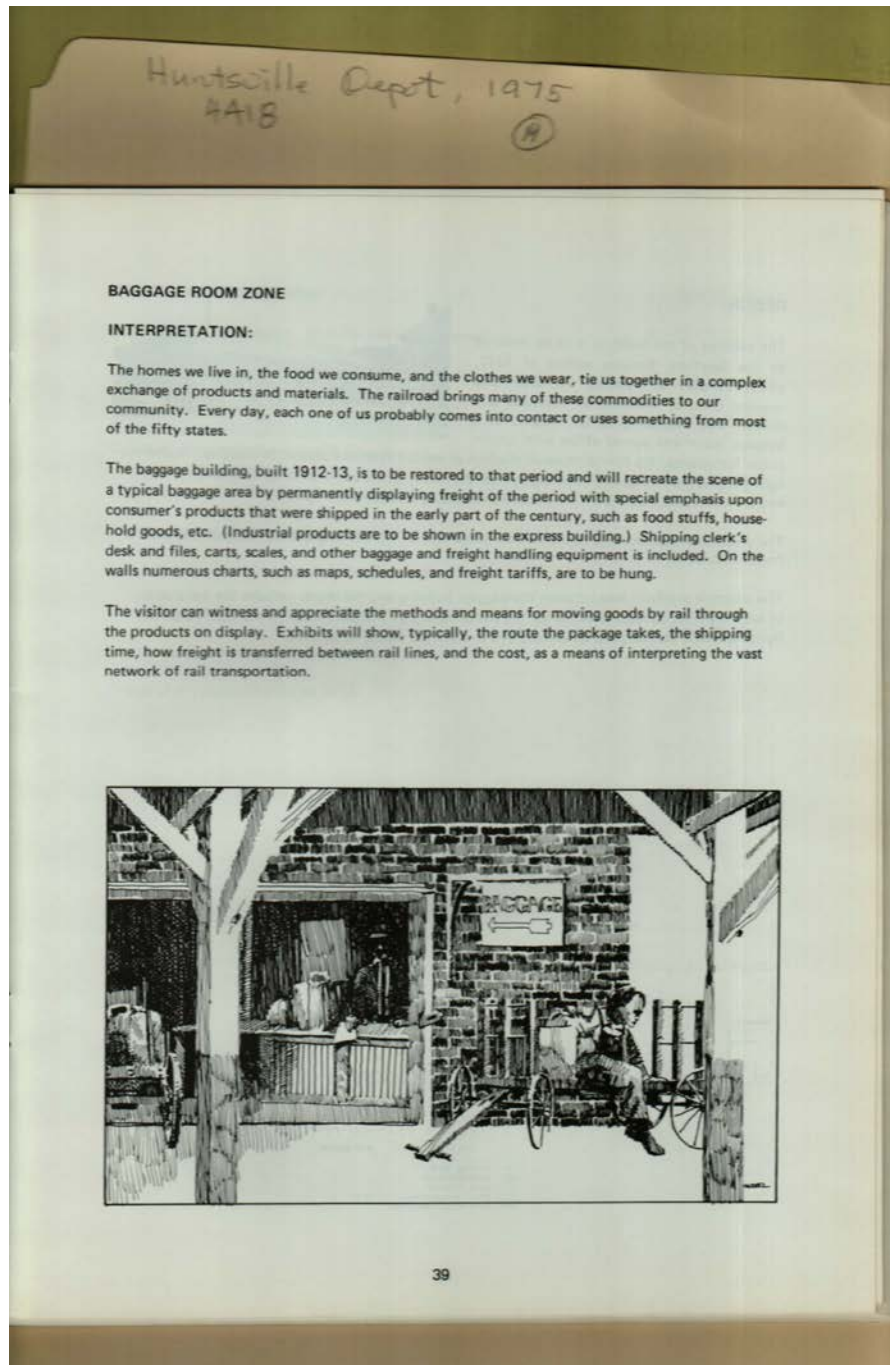 Huntsville Depot, 1975
4A18
A
BAGGAGE ROOM ZONE
INTERPRETATION:
The homes we live in, the food we consume, and the clothes we wear, tie us together in a complex
exchange of products and materials. The railroad brings many of these commodities to our
community. Every day, each one of us probably comes into contact or uses something from most
of the fifty states.
The baggage building, built 1912-13, is to be restored to that period and will recreate the scene of
a typical baggage area by permanently displaying freight of the period with special emphasis upon
consumer's products that were shipped in the early part of the century, such as food stuffs, house-
hold goods, etc. (Industrial products are to be shown in the express building.) Shipping clerk's
desk and files, carts, scales, and other baggage and freight handling equipment is included. On the
walls numerous charts, such as maps, schedules, and freight tariffs, are to be hung.
The visitor can witness and appreciate the methods and means for moving goods by rail through
the products on display. Exhibits will show, typically, the route the package takes, the shipping
time, how freight is transferred between rail lines, and the cost, as a means of interpreting the vast
network of rail transportation.
BAGGAGE
39